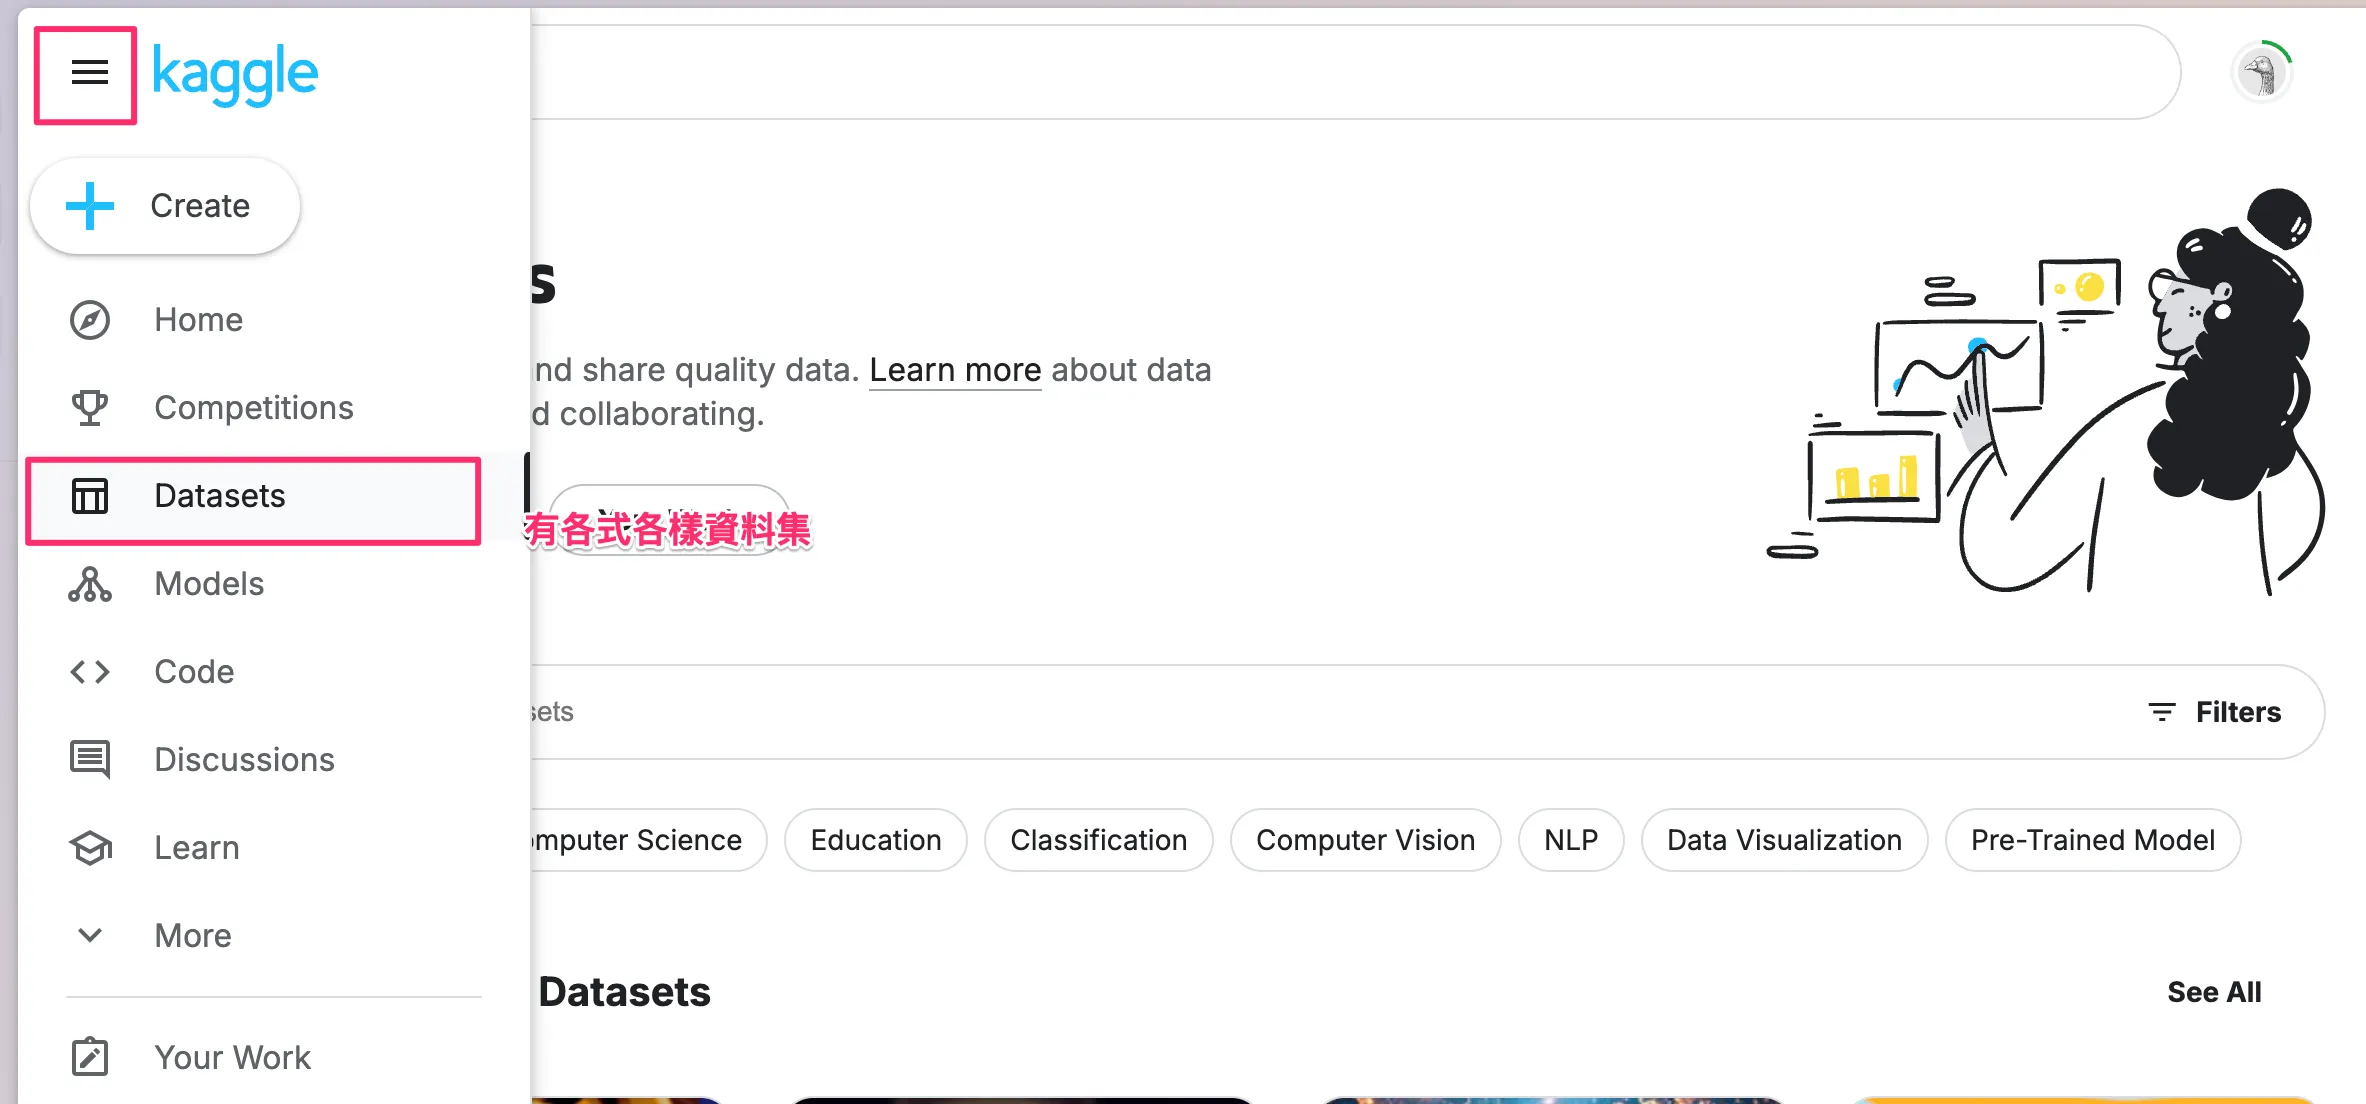 kaggle
Create
Home
Competitions
Datasets
Models
Code
Discussions
Learn
More
Your Work
s
nd share quality data. Learn more about data
d collaborating.
有各式各樣資料集
sets
Filters
mputer Science
Education
Classification
Computer Vision
NLP
Data Visualization
Pre-Trained Model
Datasets
See All